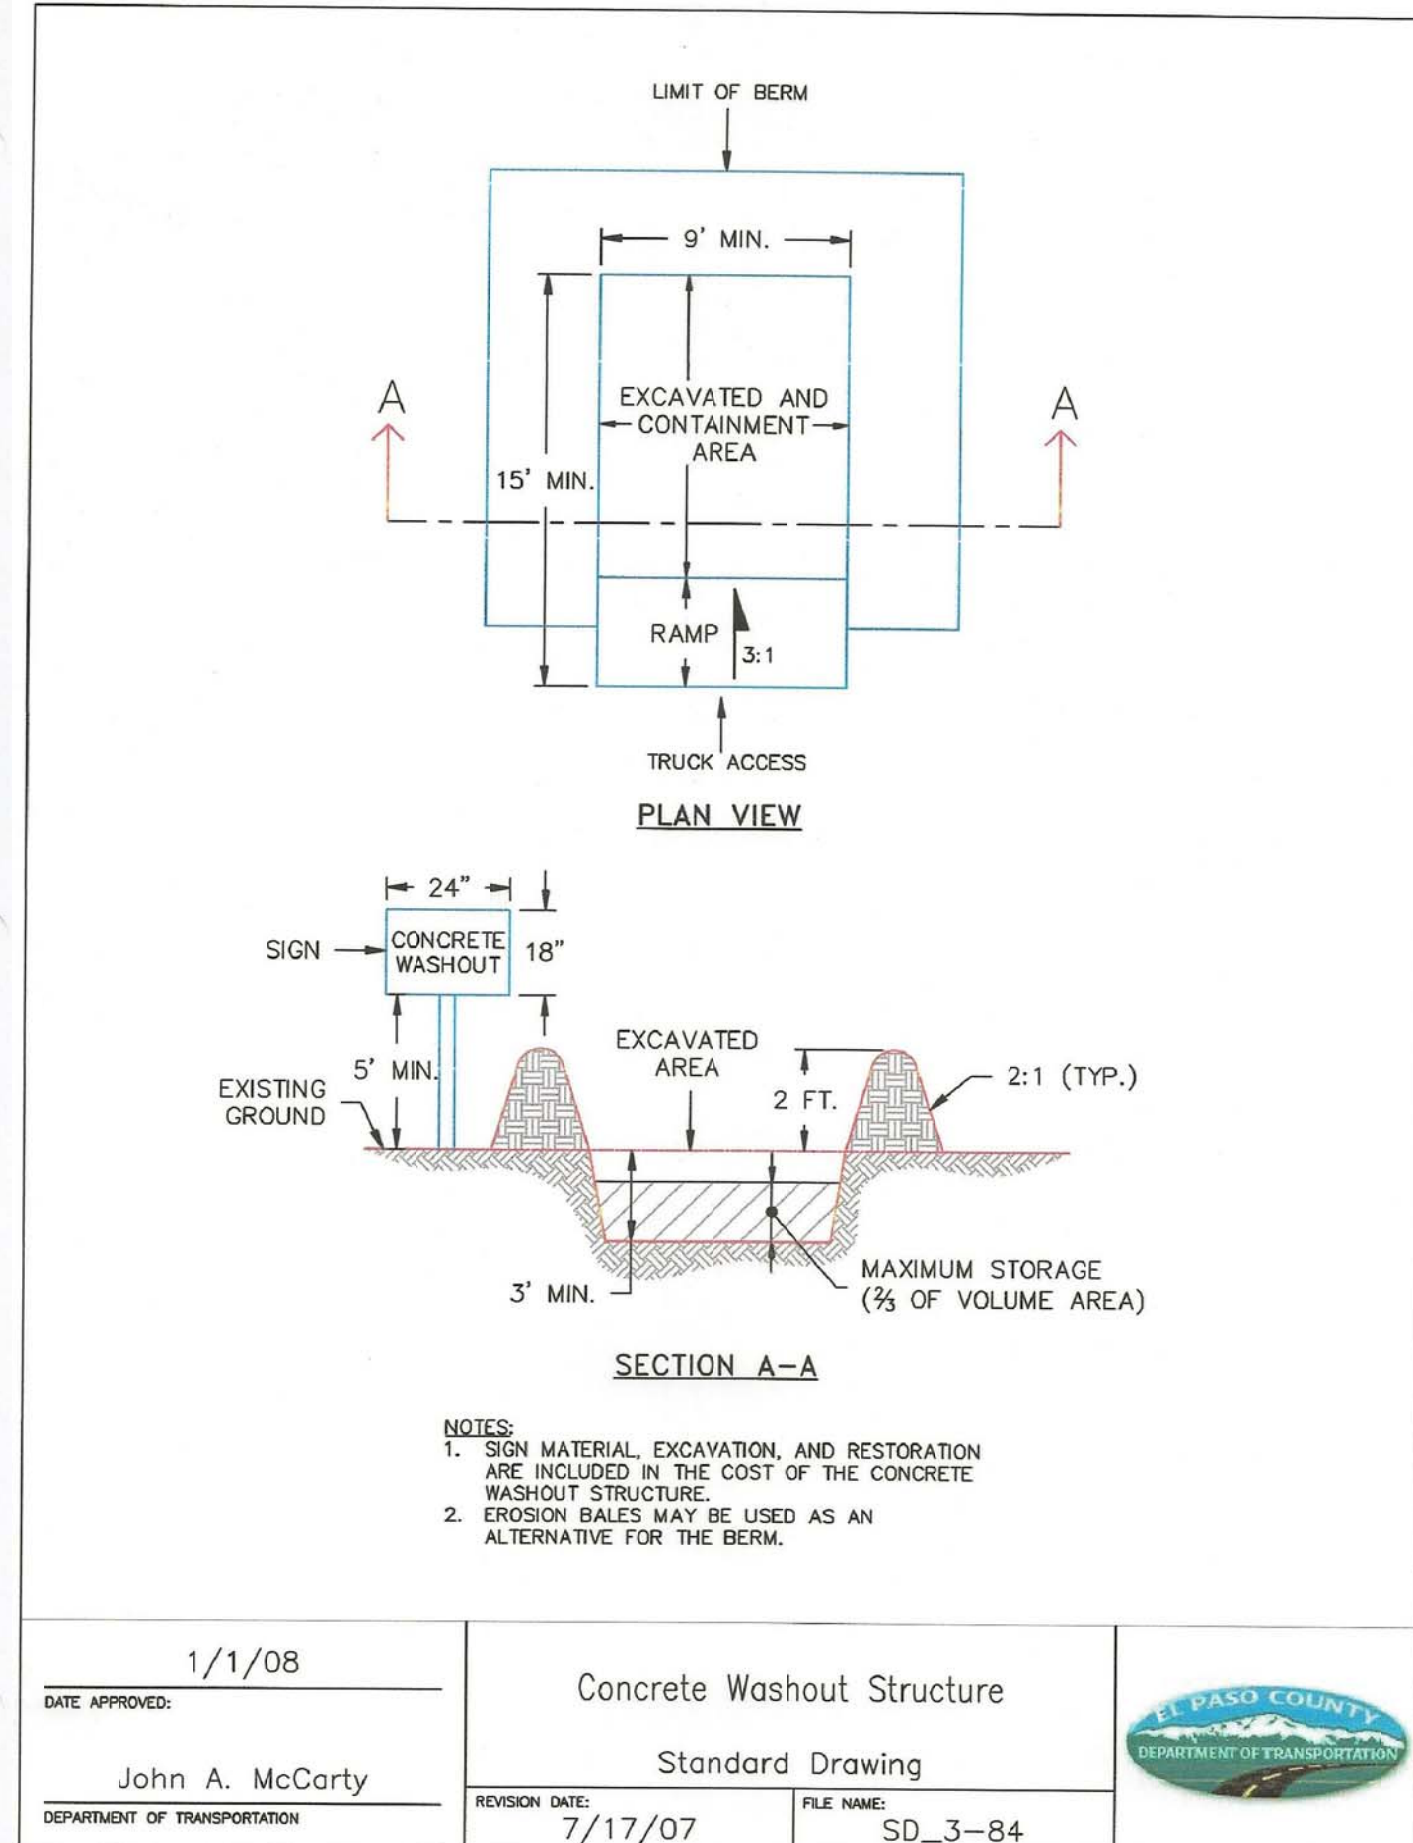 LIMIT OF BERM
9' MIN.
EXCAVATED AND
CONTAINMENT
AREA
A
A
15' MIN.
RAMP
3:1
TRUCK ACCESS
PLAN VIEW
24"
SIGN
CONCRETE
WASHOUT
18"
5' MIN.
EXISTING
GROUND
EXCAVATED
AREA
2 FT.
2:1 (TYP.)
3' MIN.
MAXIMUM STORAGE
(⅔ OF VOLUME AREA)
SECTION A-A
NOTES:
1. SIGN MATERIAL, EXCAVATION, AND RESTORATION
ARE INCLUDED IN THE COST OF THE CONCRETE
WASHOUT STRUCTURE.
2. EROSION BALES MAY BE USED AS AN
ALTERNATIVE FOR THE BERM.
1/1/08
DATE APPROVED:
John A. McCarty
DEPARTMENT OF TRANSPORTATION
Concrete Washout Structure
Standard Drawing
REVISION DATE:
7/17/07
FILE NAME:
SD_3-84
EL PASO COUNTY
DEPARTMENT OF TRANSPORTATION